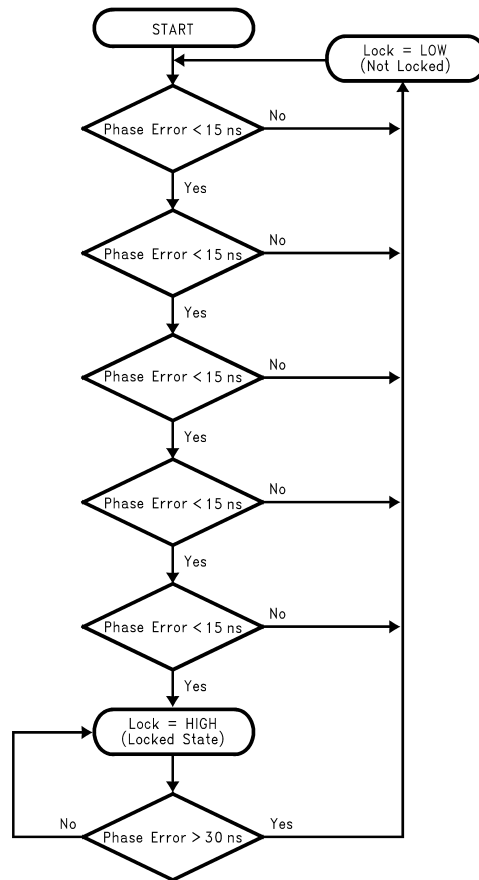 START
Lock = LOW
(Not Locked)
Phase Error < 15 ns
No
Yes
Phase Error < 15 ns
No
Yes
Phase Error < 15 ns
No
Yes
Phase Error < 15 ns
No
Yes
Phase Error < 15 ns
No
Yes
Lock = HIGH
(Locked State)
No
Phase Error > 30 ns
Yes